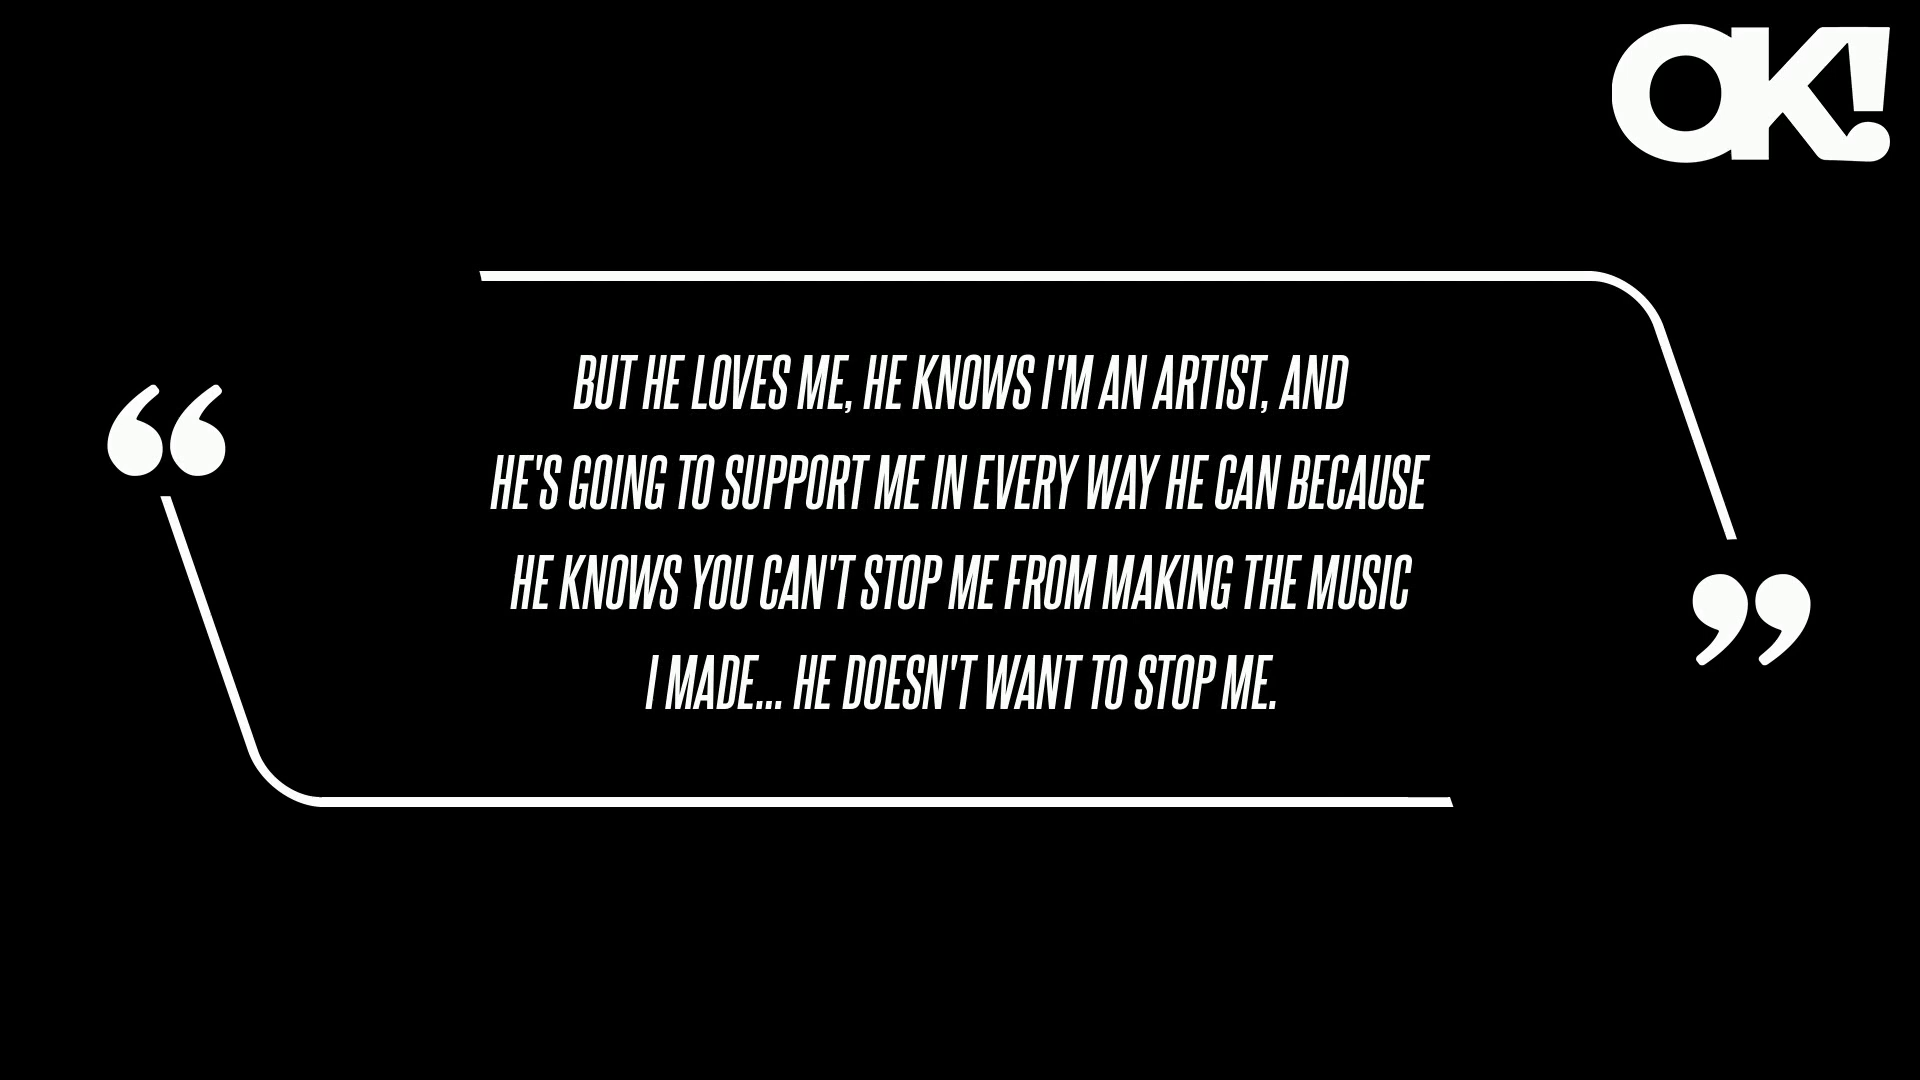 OK!
“
BUT HE LOVES ME, HE KNOWS I'M AN ARTIST, AND
HE'S GOING TO SUPPORT ME IN EVERY WAY HE CAN BECAUSE
HE KNOWS YOU CAN'T STOP ME FROM MAKING THE MUSIC
I MADE... HE DOESN'T WANT TO STOP ME.
”